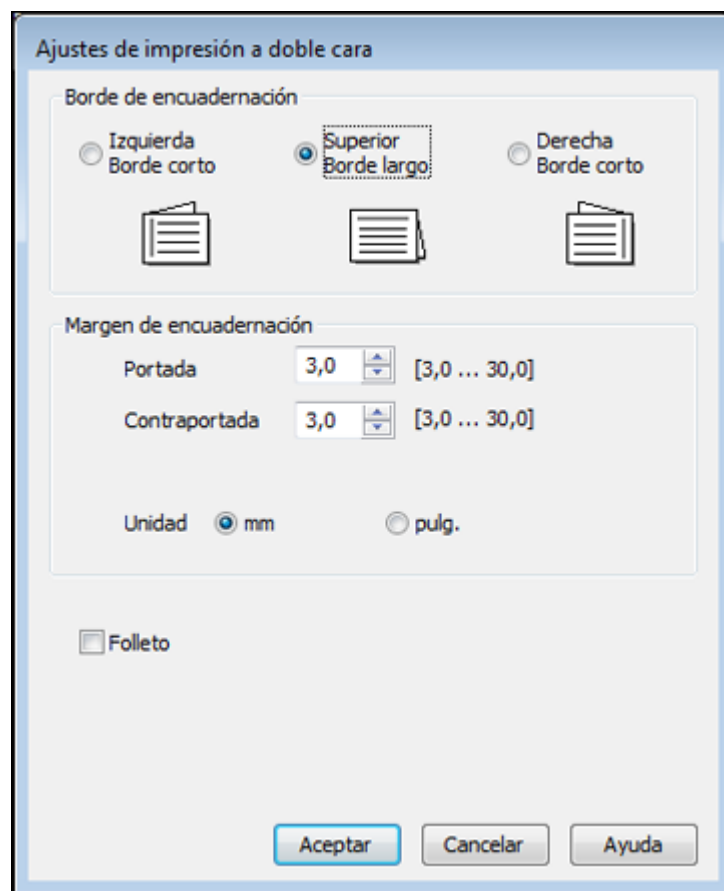 Ajustes de impresión a doble cara
Borde de encuadernación
Izquierda
Borde corto
Superior
Borde largo
Derecha
Borde corto
Margen de encuadernación
Portada 3,0 [3,0 ... 30,0]
Contraportada 3,0 [3,0 ... 30,0]
Unidad mm pulg.
Folleto
Aceptar Cancelar Ayuda